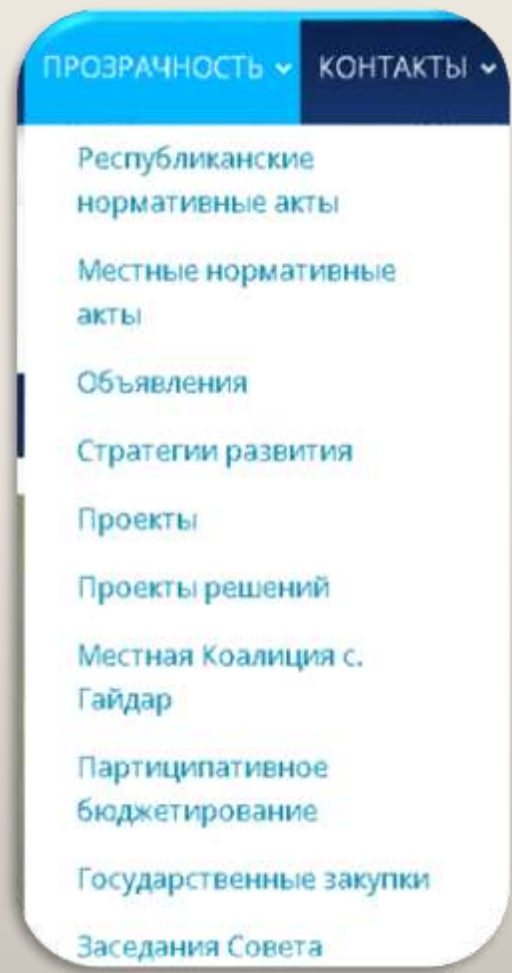 ПРОЗРАЧНОСТЬ КОНТАКТЫ
Республиканские
нормативные акты
Местные нормативные
акты
Объявления
Стратегии развития
Проекты
Проекты решений
Местная Коалиция с.
Гайдар
Партиципативное
бюджетирование
Государственные закупки
Заседания Совета